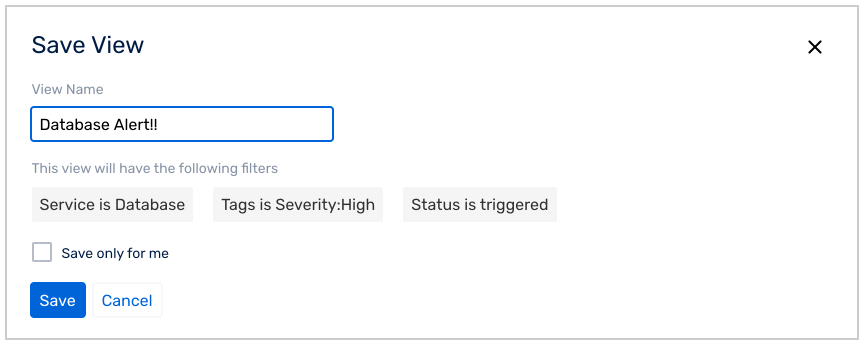 Save View
View Name
Database Alert!!
This view will have the following filters
Service is Database Tags is Severity:High Status is triggered
Save only for me
Save Cancel